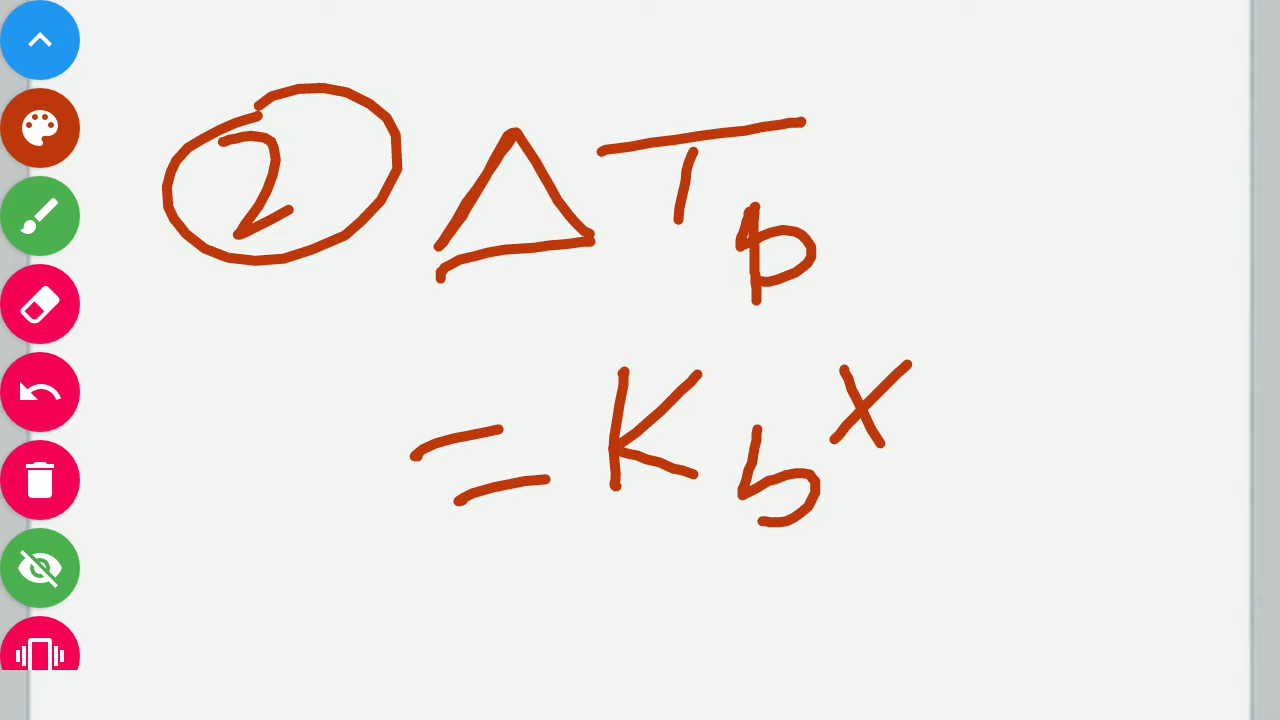 ② ΔT_b
= K_b x